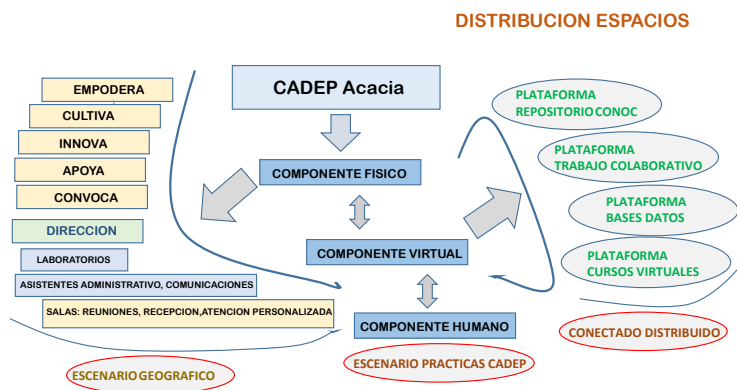 DISTRIBUCION ESPACIOS
CADEP Acacia
EMPODERA
CULTIVA
INNOVA
APOYA
CONVOCA
DIRECCION
LABORATORIOS
ASISTENTES ADMINISTRATIVO, COMUNICACIONES
SALAS: REUNIONES, RECEPCION,ATENCION PERSONALIZADA
ESCENARIO GEOGRAFICO
COMPONENTE FISICO
COMPONENTE VIRTUAL
COMPONENTE HUMANO
ESCENARIO PRACTICAS CADEP
PLATAFORMA
REPOSITORIO CONOC
PLATAFORMA
TRABAJO COLABORATIVO
PLATAFORMA
BASES DATOS
PLATAFORMA
CURSOS VIRTUALES
CONECTADO DISTRIBUIDO